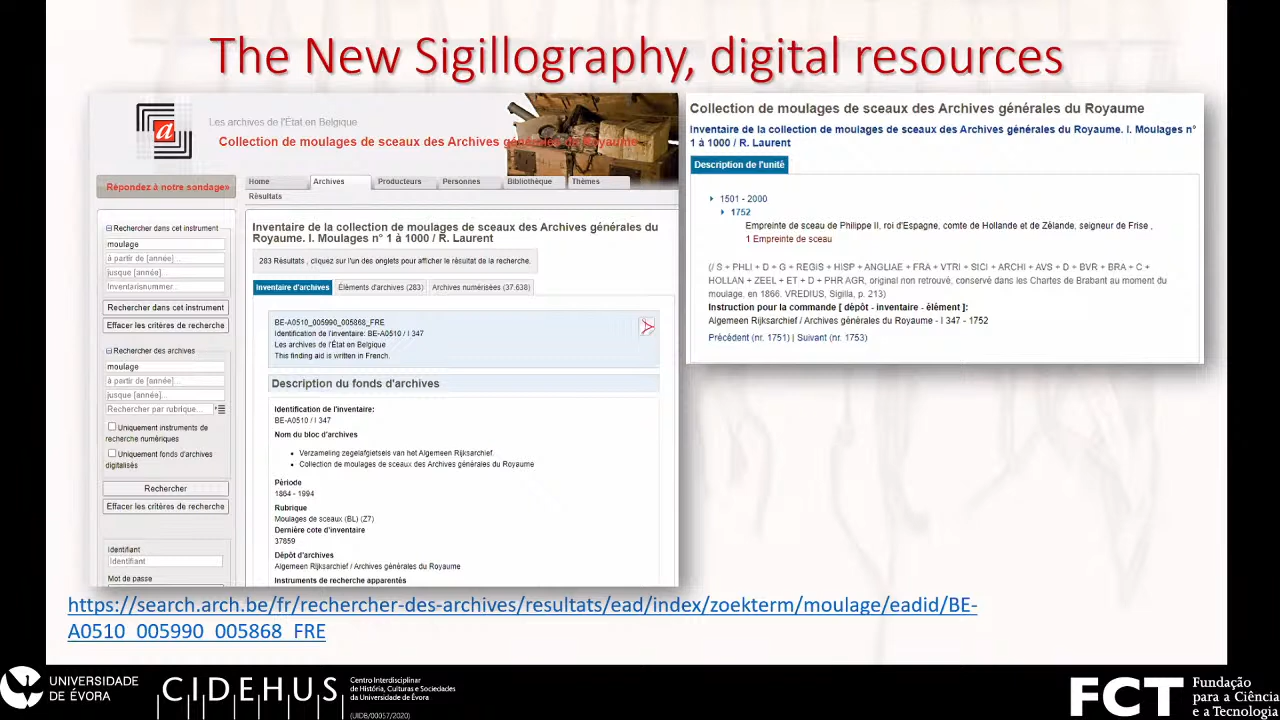 The New Sigillography, digital resources
Les archives de l'État en Belgique
Collection de moulages de sceaux des Archives générales du Royaume
Répondez à notre sondage»
Home
Archives
Producteurs
Personnes
Bibliothèque
Thèmes
Résultats
Rechercher dans cet instrument
moulage
à partir de [année]...
jusque [année]...
Inventarisnummer...
Rechercher dans cet instrument
Effacer les critères de recherche
Rechercher des archives
moulage
à partir de [année]...
jusque [année]...
Rechercher par rubrique...
Uniquement instruments de
recherche numériques
Uniquement fonds d'archives
digitalisés
Rechercher
Effacer les critères de recherche
Identifiant
Identifiant
Mot de passe
Inventaire de la collection de moulages de sceaux des Archives générales du
Royaume. I. Moulages n° 1 à 1000 / R. Laurent
283 Résultats , cliquez sur l'un des onglets pour afficher le résultat de la recherche.
Inventaire d'archives
Éléments d'archives (283)
Archives numérisées (37.638)
BE-A0510_005990_005868_FRE
Identification de l'inventaire: BE-A0510 / I 347
Les archives de l'État en Belgique
This finding aid is written in French.
Description du fonds d'archives
Identification de l'inventaire:
BE-A0510 / I 347
Nom du bloc d'archives
Verzameling zegelafgietsels van het Algemeen Rijksarchief.
Collection de moulages de sceaux des Archives générales du Royaume
Période
1864 - 1994
Rubrique
Moulages de sceaux (BL) (Z7)
Dernière cote d'inventaire
37859
Dépôt d'archives
Algemeen Rijksarchief / Archives générales du Royaume
Instruments de recherche apparentés
Collection de moulages de sceaux des Archives générales du Royaume
Inventaire de la collection de moulages de sceaux des Archives générales du Royaume. I. Moulages n°
1 à 1000 / R. Laurent
Description de l'unité
1501 - 2000
1752
Empreinte de sceau de Philippe II, roi d'Espagne, comte de Hollande et de Zélande, seigneur de Frise ,
1 Empreinte de sceau
(/ S + PHLI + D + G + REGIS + HISP + ANGLIAE + FRA + VTRI + SICI + ARCHI + AVS + D + BVR + BRA + C +
HOLLAN + ZEEL + ET + D + PHR AGR, original non retrouvé, conservé dans les Chartes de Brabant au moment du
moulage, en 1866. VREDIUS, Sigilla, p. 213)
Instruction pour la commande [ dépôt - inventaire - élément ]:
Algemeen Rijksarchief / Archives générales du Royaume - I 347 - 1752
Précédent (nr. 1751) | Suivant (nr. 1753)
https://search.arch.be/fr/rechercher-des-archives/resultats/ead/index/zoekterm/moulage/eadid/BE-
A0510_005990_005868_FRE
UNIVERSIDADE
DE ÉVORA
CIDEHUS
Centro Interdisciplinar
de História, Culturas e Sociedades
da Universidade de Évora
(UIDB/00057/2020)
FCT
Fundação
para a Ciência
e a Tecnologia